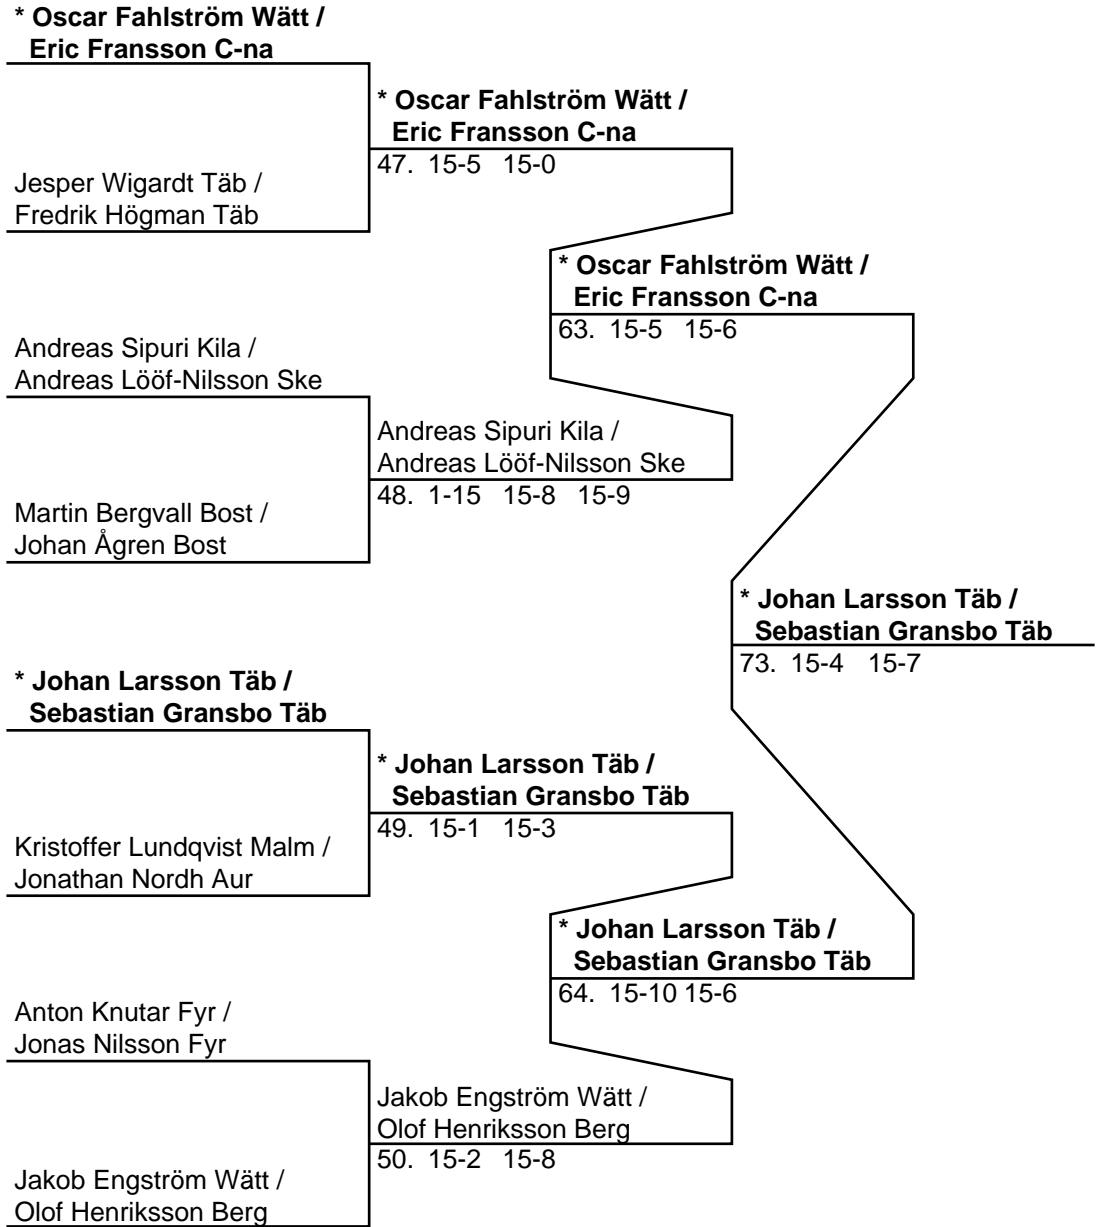 * Oscar Fahlström Wätt /
Eric Fransson C-na
* Oscar Fahlström Wätt /
Eric Fransson C-na
47. 15-5 15-0
Jesper Wigardt Täb /
Fredrik Högman Täb
* Oscar Fahlström Wätt /
Eric Fransson C-na
63. 15-5 15-6
Andreas Sipuri Kila /
Andreas Lööf-Nilsson Ske
Andreas Sipuri Kila /
Andreas Lööf-Nilsson Ske
48. 1-15 15-8 15-9
Martin Bergvall Bost /
Johan Ågren Bost
* Johan Larsson Täb /
Sebastian Gransbo Täb
73. 15-4 15-7
* Johan Larsson Täb /
Sebastian Gransbo Täb
* Johan Larsson Täb /
Sebastian Gransbo Täb
49. 15-1 15-3
Kristoffer Lundqvist Malm /
Jonathan Nordh Aur
* Johan Larsson Täb /
Sebastian Gransbo Täb
64. 15-10 15-6
Anton Knutar Fyr /
Jonas Nilsson Fyr
Jakob Engström Wätt /
Olof Henriksson Berg
50. 15-2 15-8
Jakob Engström Wätt /
Olof Henriksson Berg